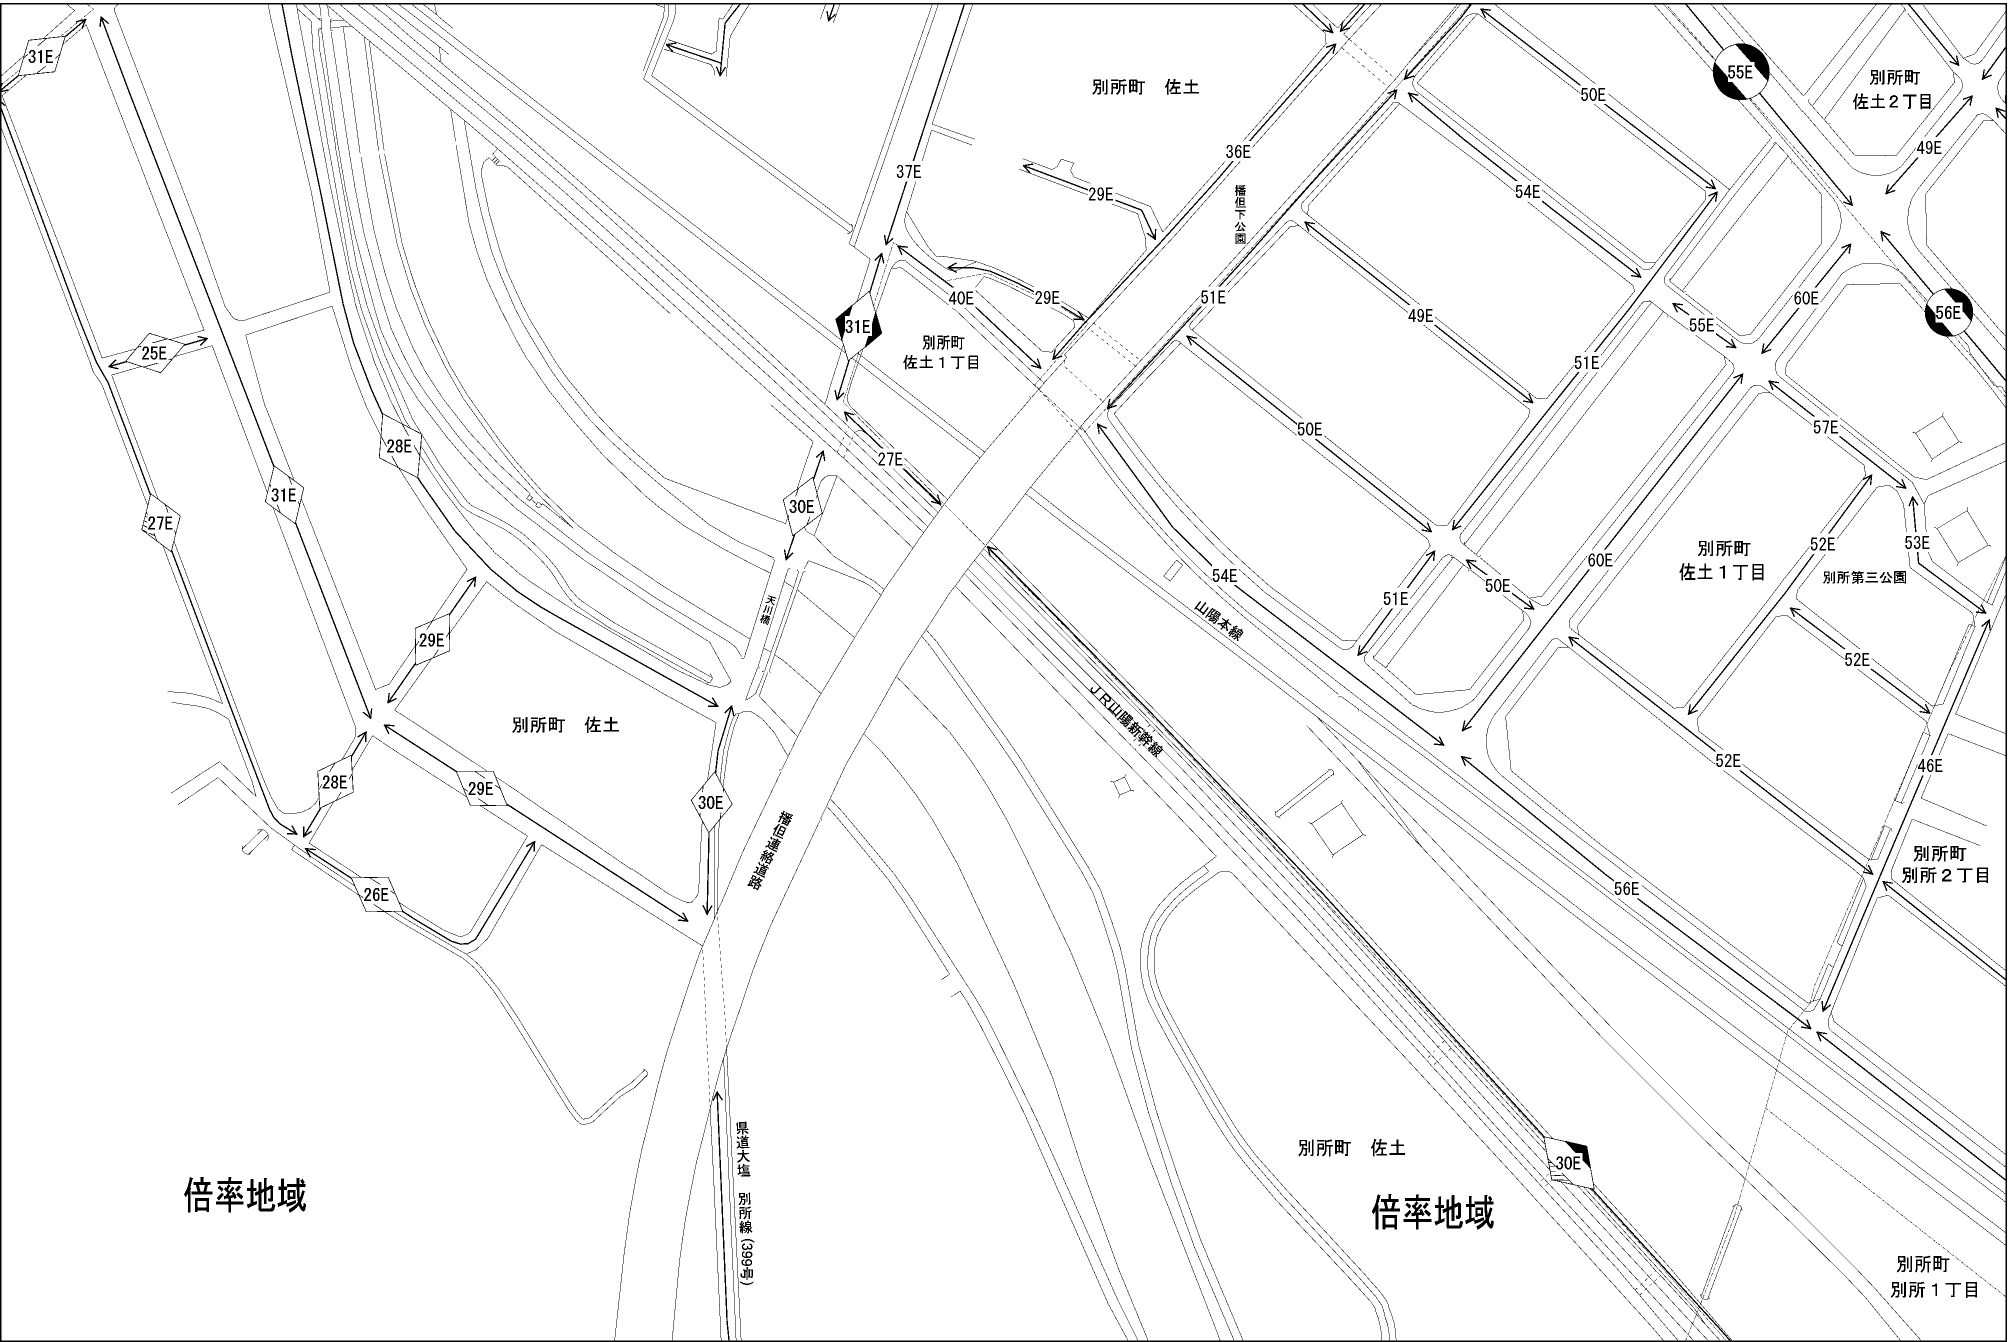 31E
55E
別所町
佐土２丁目
別所町　佐土
50E
49E
36E
37E
29E
54E
播但下公園
51E
40E
29E
60E
56E
49E
55E
31E
別所町
佐土１丁目
25E
51E
57E
50E
28E
27E
31E
30E
27E
53E
52E
別所町
佐土１丁目
60E
54E
別所第三公園
50E
51E
天川橋
山陽本線
29E
52E
別所町　佐土
ＪＲ山陽新幹線
52E
46E
28E
29E
30E
播但連絡道路
別所町
別所２丁目
26E
56E
県道大塩　別所線(399号)
別所町　佐土
30E
倍率地域
倍率地域
別所町
別所１丁目